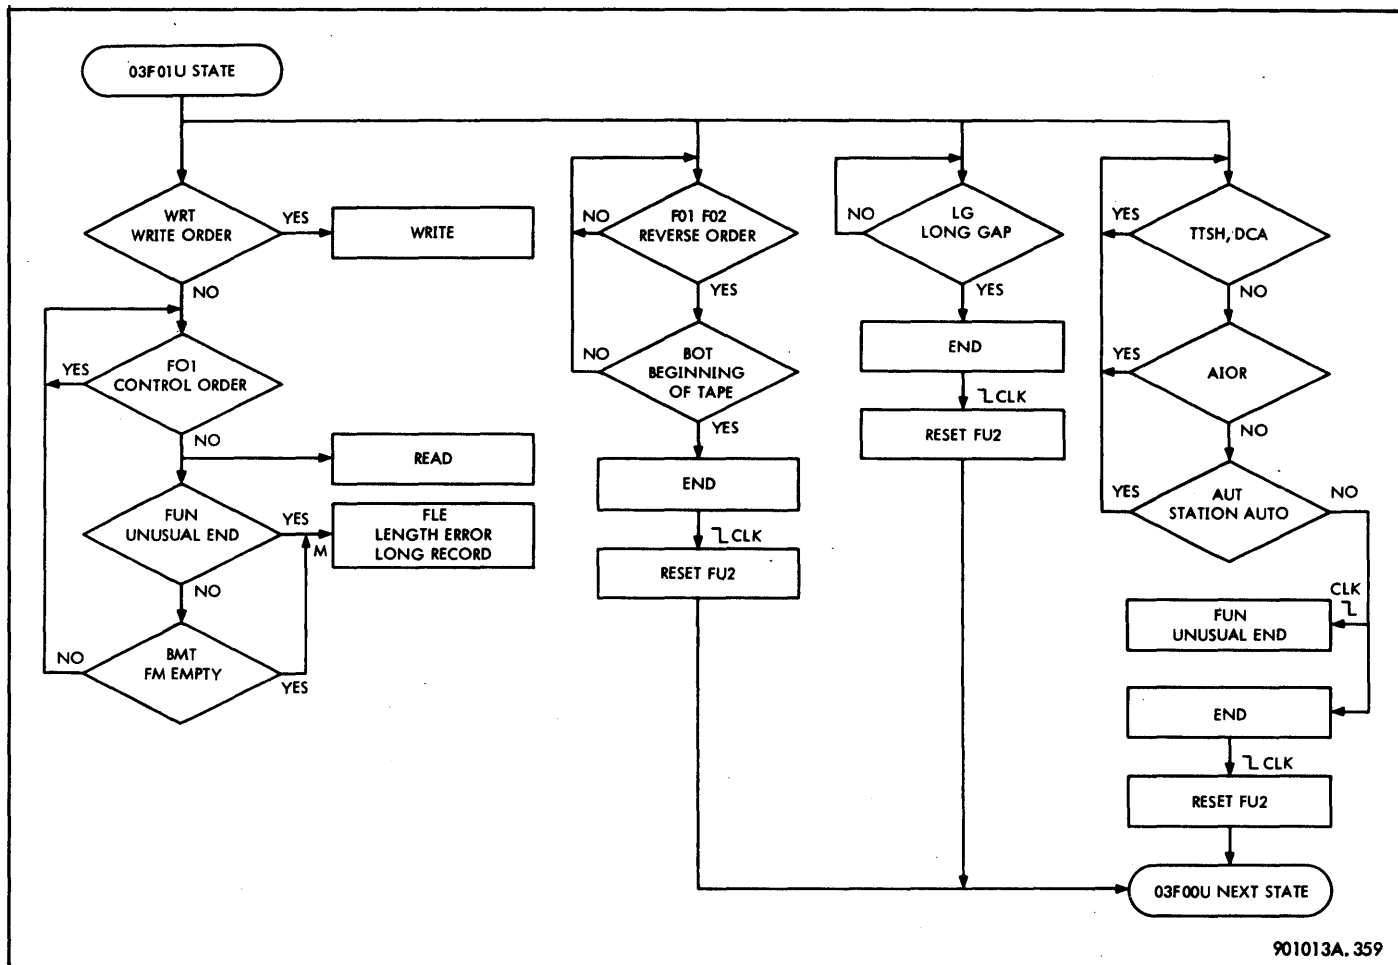 03F01U STATE
WRT
WRITE ORDER
YES
WRITE
NO
YES
FO1
CONTROL ORDER
NO
READ
FUN
UNUSUAL END
YES
M
FLE
LENGTH ERROR
LONG RECORD
NO
NO
BMT
FM EMPTY
YES
NO
F01 F02
REVERSE ORDER
YES
NO
BOT
BEGINNING
OF TAPE
YES
END
CLK
RESET FU2
NO
LG
LONG GAP
YES
END
CLK
RESET FU2
YES
TTSH, DCA
NO
YES
AIOR
NO
YES
AUT
STATION AUTO
NO
CLK
FUN
UNUSUAL END
END
CLK
RESET FU2
03F00U NEXT STATE
901013A. 359